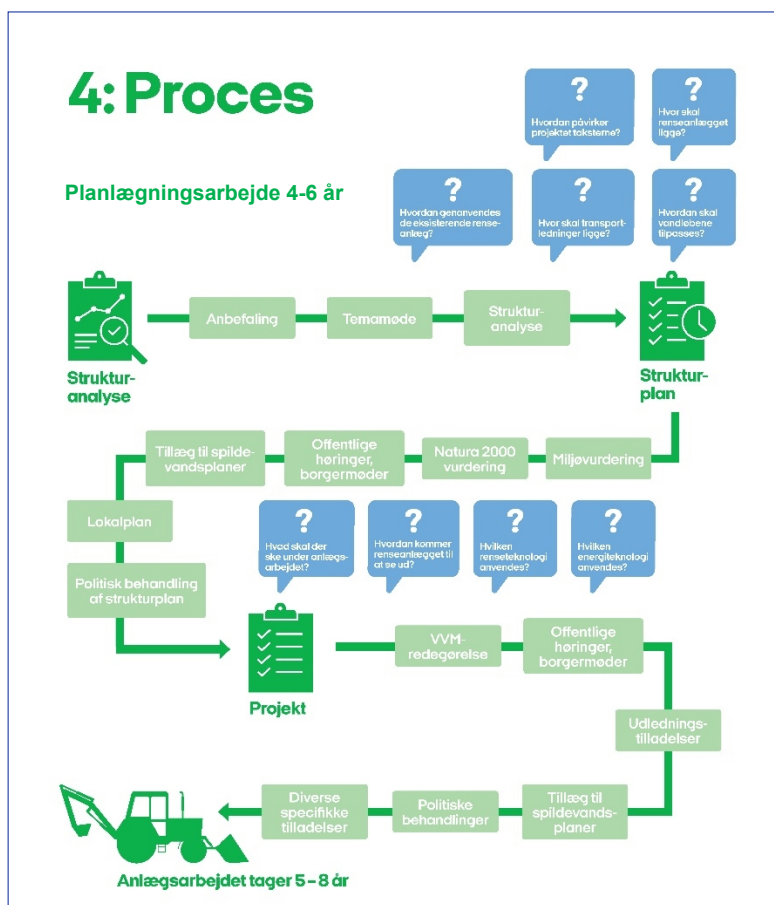 4: Proces
?
Hvordan påvirker
projektet taksterne?
?
Hvor skal
renseanlægget
ligge?
Planlægningsarbejde 4-6 år
?
Hvordan genanvendes
de eksisterende rense-
anlæg?
?
Hvor skal transport-
ledninger ligge?
?
Hvordan skal
vandløbene
tilpasses?
Anbefaling
Temamøde
Struktur-
analyse
Struktur-
analyse
Struktur-
plan
Tillæg til spilde-
vandsplaner
Offentlige
høringer,
borgermøder
Natura 2000
vurdering
Miljøvurdering
Lokalplan
?
Hvad skal der
ske under anlægs-
arbejdet?
?
Hvordan kommer
renseanlægget til
at se ud?
?
Hvilken
renseteknologi
anvendes?
?
Hvilken
energiteknologi
anvendes?
Politisk behandling
af strukturplan
Projekt
VVM-
redegørelse
Offentlige
høringer,
borgermøder
Udlednings-
tilladelser
Diverse
specifikke
tilladelser
Politiske
behandlinger
Tillæg til
spildevands-
planer
Anlægsarbejdet tager 5 – 8 år